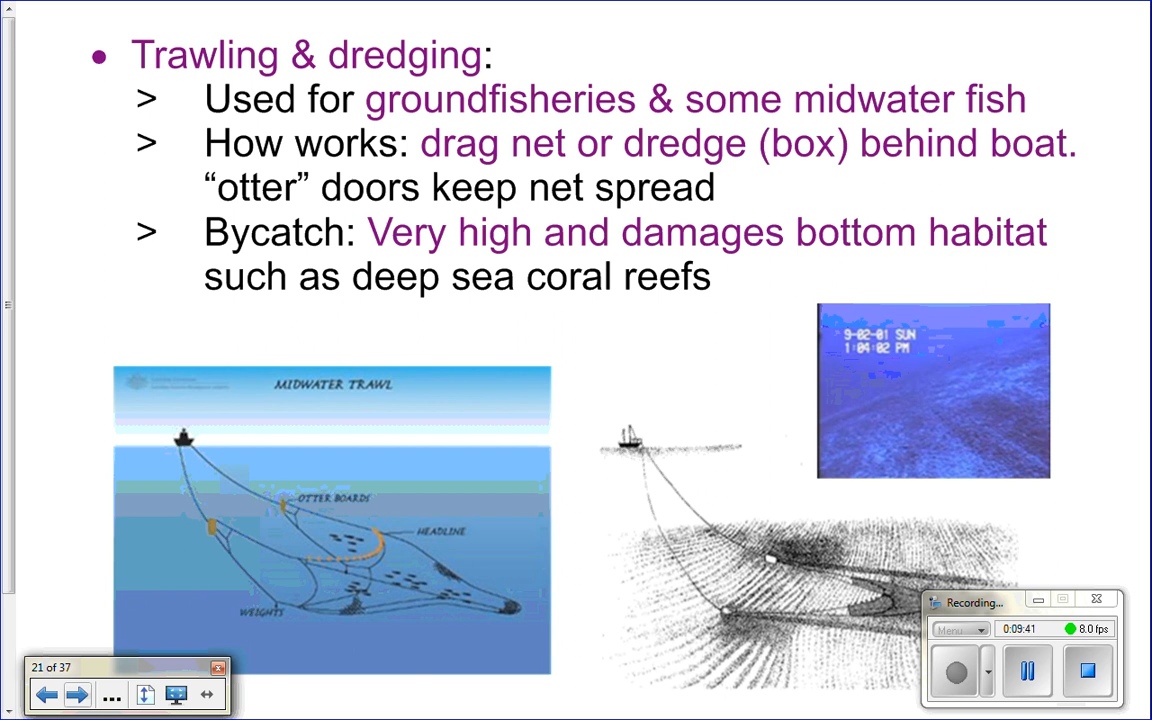 • Trawling & dredging:
> Used for groundfisheries & some midwater fish
> How works: drag net or dredge (box) behind boat.
“otter” doors keep net spread
> Bycatch: Very high and damages bottom habitat
such as deep sea coral reefs
9-02-01 SUN
1:04:02 PM
MIDWATER TRAWL
OTTER BOARDS
HEADLINE
WEIGHTS
Recording...
Menu
0:09:41
8.0 fps
21 of 37